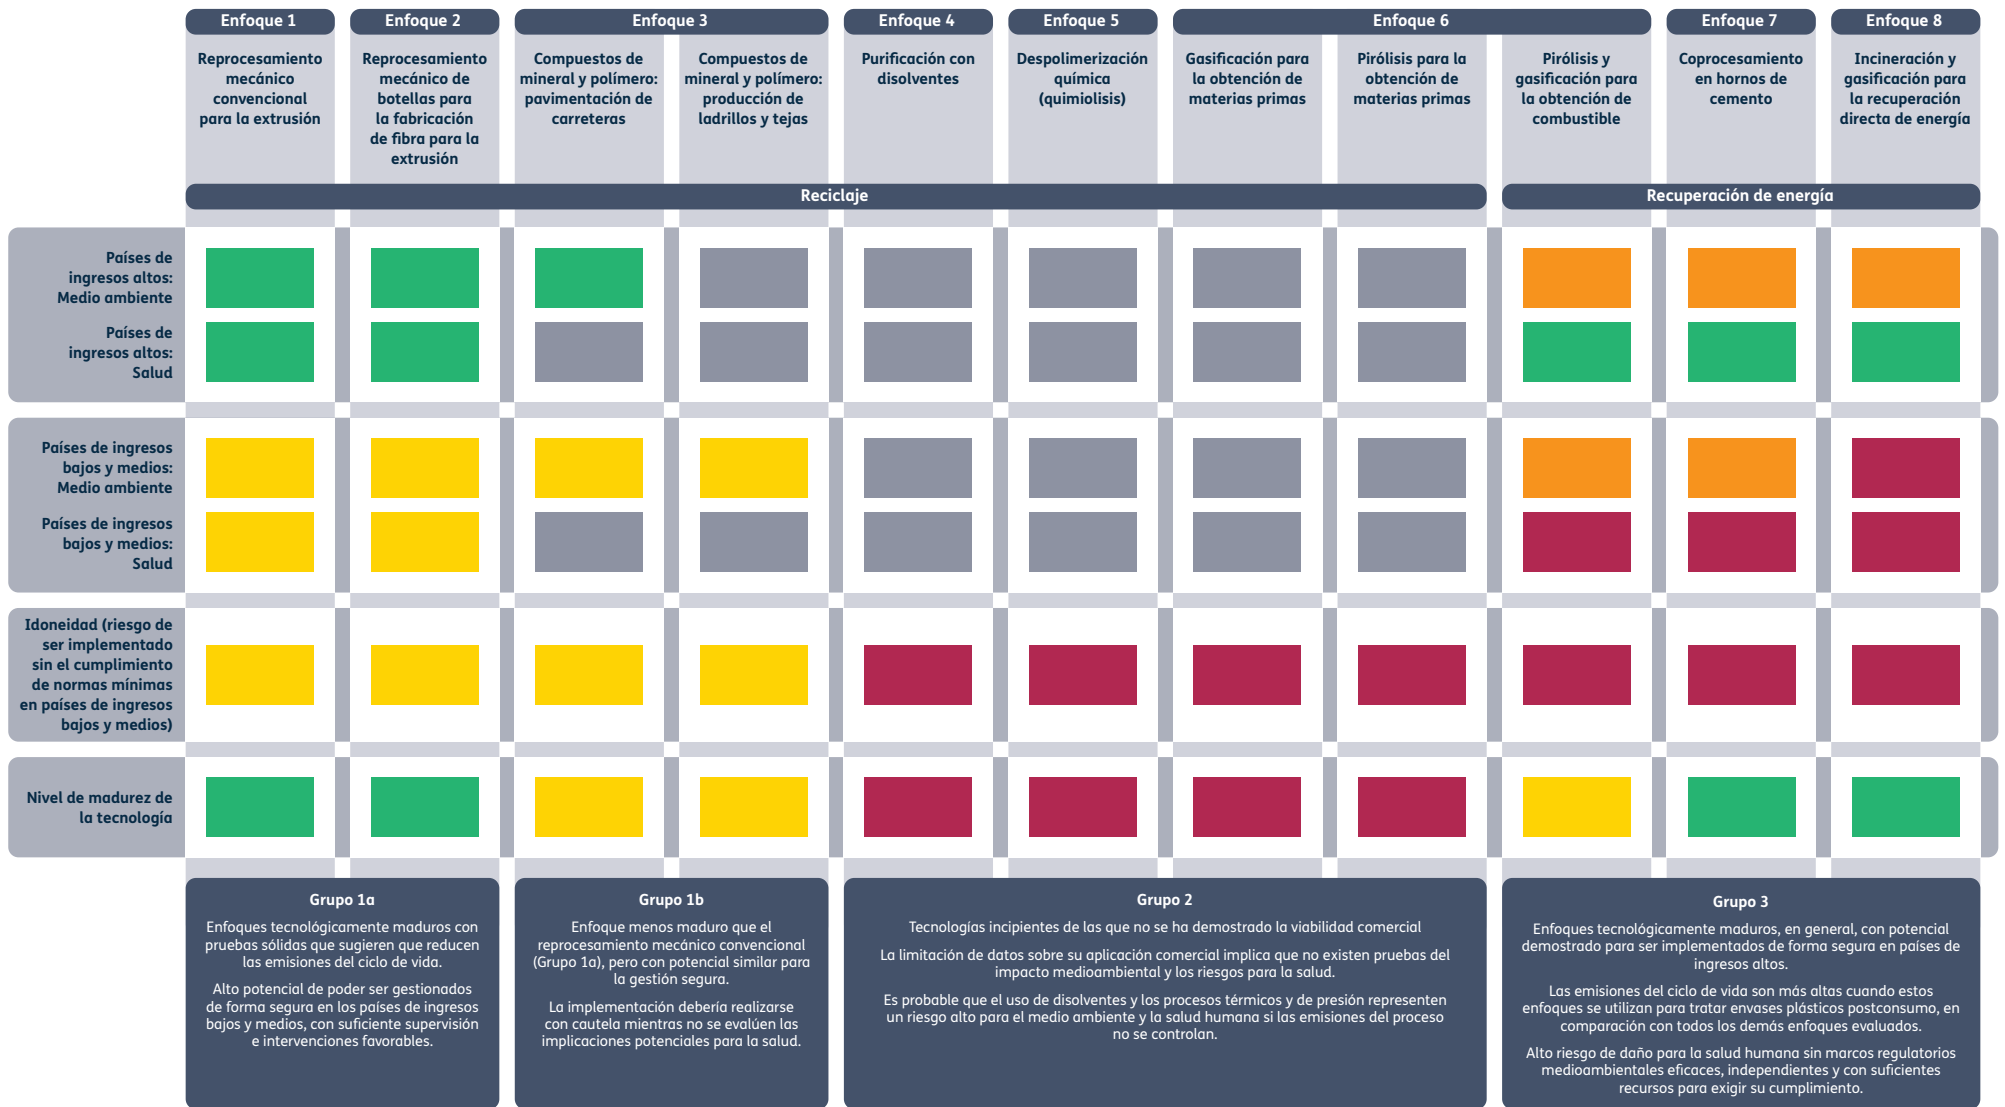 Enfoque 1
Enfoque 2
Enfoque 3
Enfoque 4
Enfoque 5
Enfoque 6
Enfoque 7
Enfoque 8
Reprocesamiento
mecánico
convencional
para la extrusión
Reprocesamiento
mecánico de
botellas para
la fabricación
de fibra para la
extrusión
Compuestos de
mineral y polímero:
pavimentación de
carreteras
Compuestos de
mineral y polímero:
producción de
ladrillos y tejas
Purificación con
disolventes
Despolimerización
química
(quimiolisis)
Gasificación para
la obtención de
materias primas
Pirólisis para la
obtención de
materias primas
Pirólisis y
gasificación para
la obtención de
combustible
Coprocesamiento
en hornos de
cemento
Incineración y
gasificación para
la recuperación
directa de energía
Reciclaje
Recuperación de energía
Países de
ingresos altos:
Medio ambiente
Países de
ingresos altos:
Salud
Países de ingresos
bajos y medios:
Medio ambiente
Países de ingresos
bajos y medios:
Salud
Idoneidad (riesgo de
ser implementado
sin el cumplimiento
de normas mínimas
en países de ingresos
bajos y medios)
Nivel de madurez de
la tecnología
Grupo 1a
Enfoques tecnológicamente maduros con
pruebas sólidas que sugieren que reducen
las emisiones del ciclo de vida.
Alto potencial de poder ser gestionados
de forma segura en los países de ingresos
bajos y medios, con suficiente supervisión
e intervenciones favorables.
Grupo 1b
Enfoque menos maduro que el
reprocesamiento mecánico convencional
(Grupo 1a), pero con potencial similar para
la gestión segura.
La implementación debería realizarse
con cautela mientras no se evalúen las
implicaciones potenciales para la salud.
Grupo 2
Tecnologías incipientes de las que no se ha demostrado la viabilidad comercial
La limitación de datos sobre su aplicación comercial implica que no existen pruebas del
impacto medioambiental y los riesgos para la salud.
Es probable que el uso de disolventes y los procesos térmicos y de presión representen
un riesgo alto para el medio ambiente y la salud humana si las emisiones del proceso
no se controlan.
Grupo 3
Enfoques tecnológicamente maduros, en general, con potencial
demostrado para ser implementados de forma segura en países de
ingresos altos.
Las emisiones del ciclo de vida son más altas cuando estos
enfoques se utilizan para tratar envases plásticos postconsumo, en
comparación con todos los demás enfoques evaluados.
Alto riesgo de daño para la salud humana sin marcos regulatorios
medioambientales eficaces, independientes y con suficientes
recursos para exigir su cumplimiento.